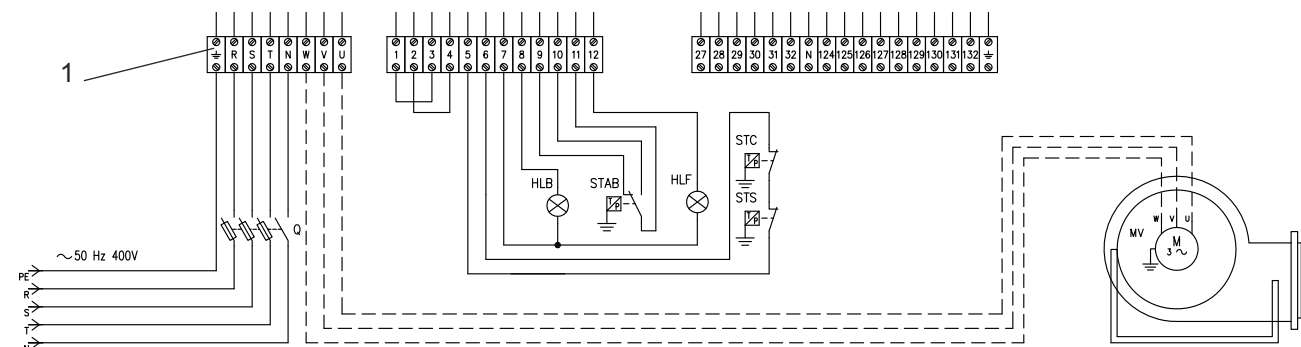 1
⏚ R S T N W V U
1 2 3 4 5 6 7 8 9 10 11 12
27 28 29 30 31 32 N 124 125 126 127 128 129 130 131 132 ⏚
STC
T P
HLB
STAB
T P
HLF
STS
T P
Q
W V U
MV
M
3 ~
~50 Hz 400V
PE
R
S
T
N